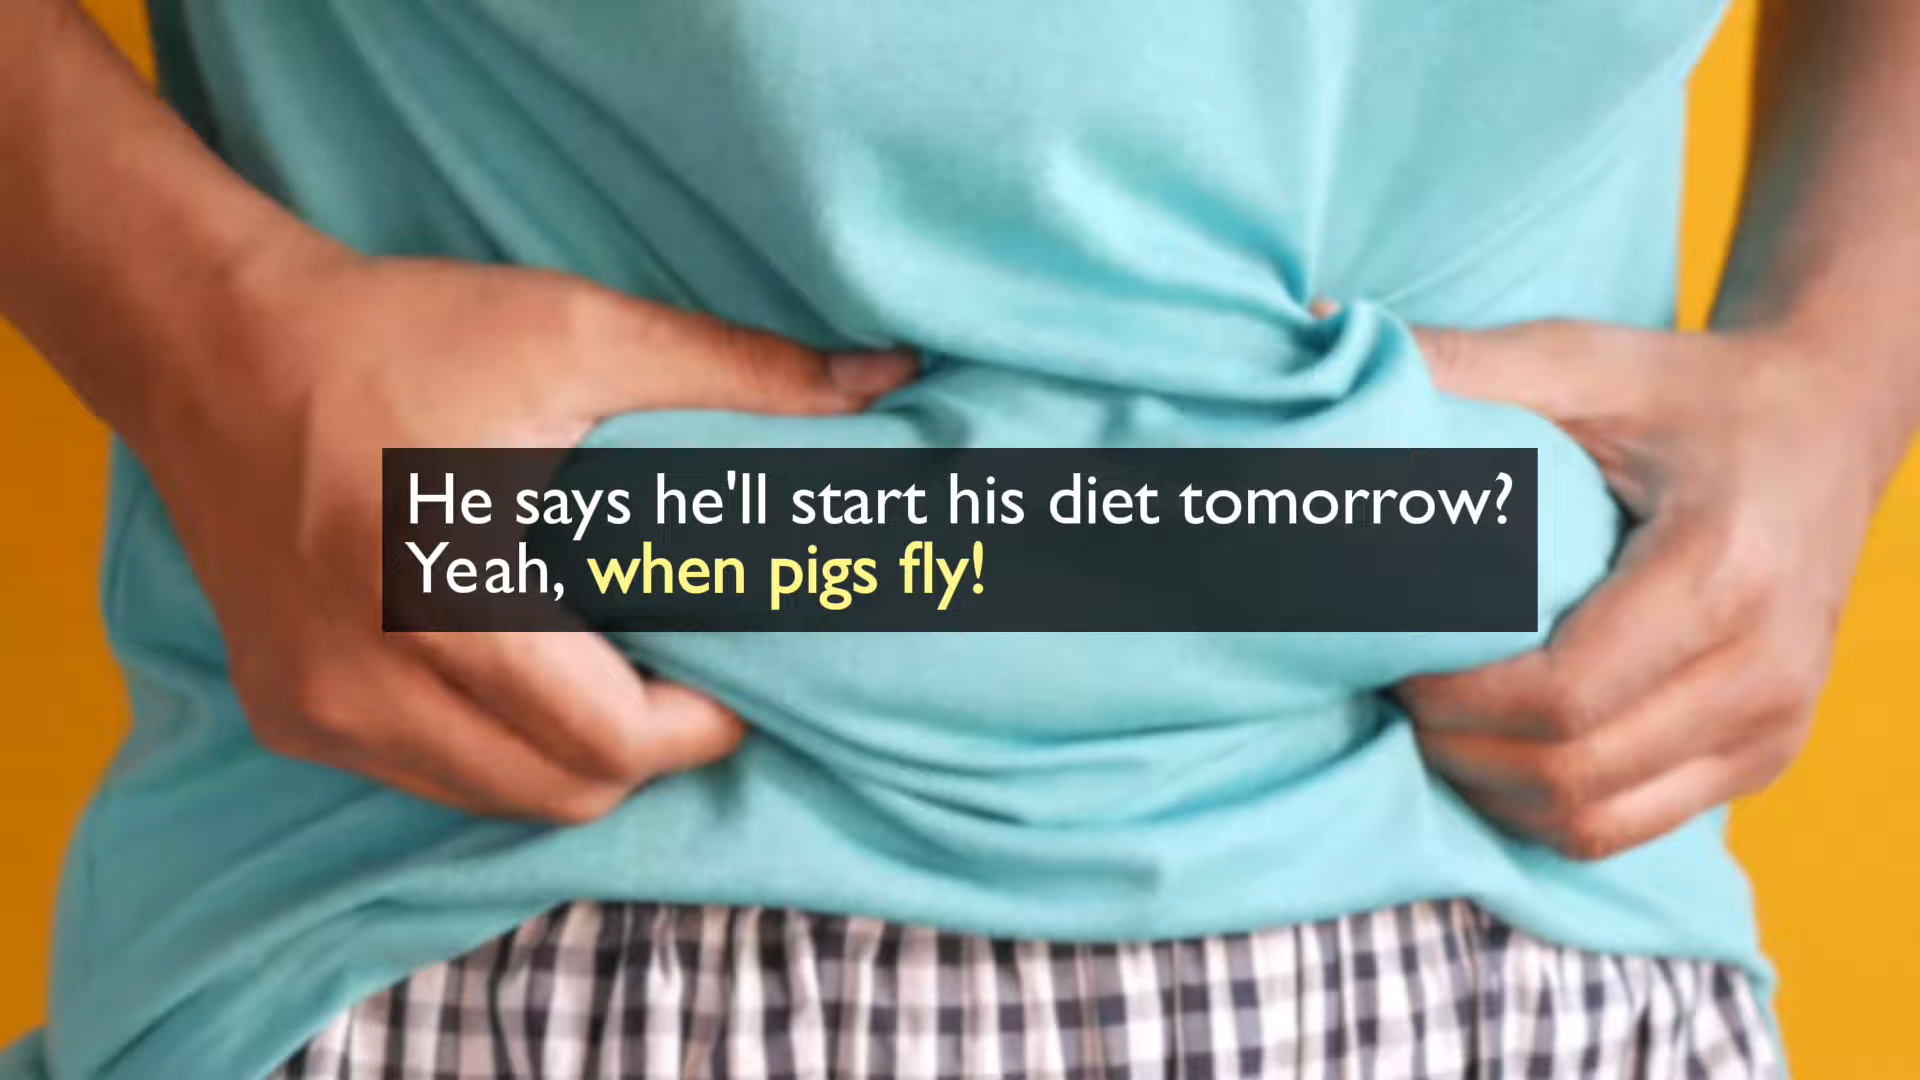 He says he'll start his diet tomorrow?
Yeah, when pigs fly!